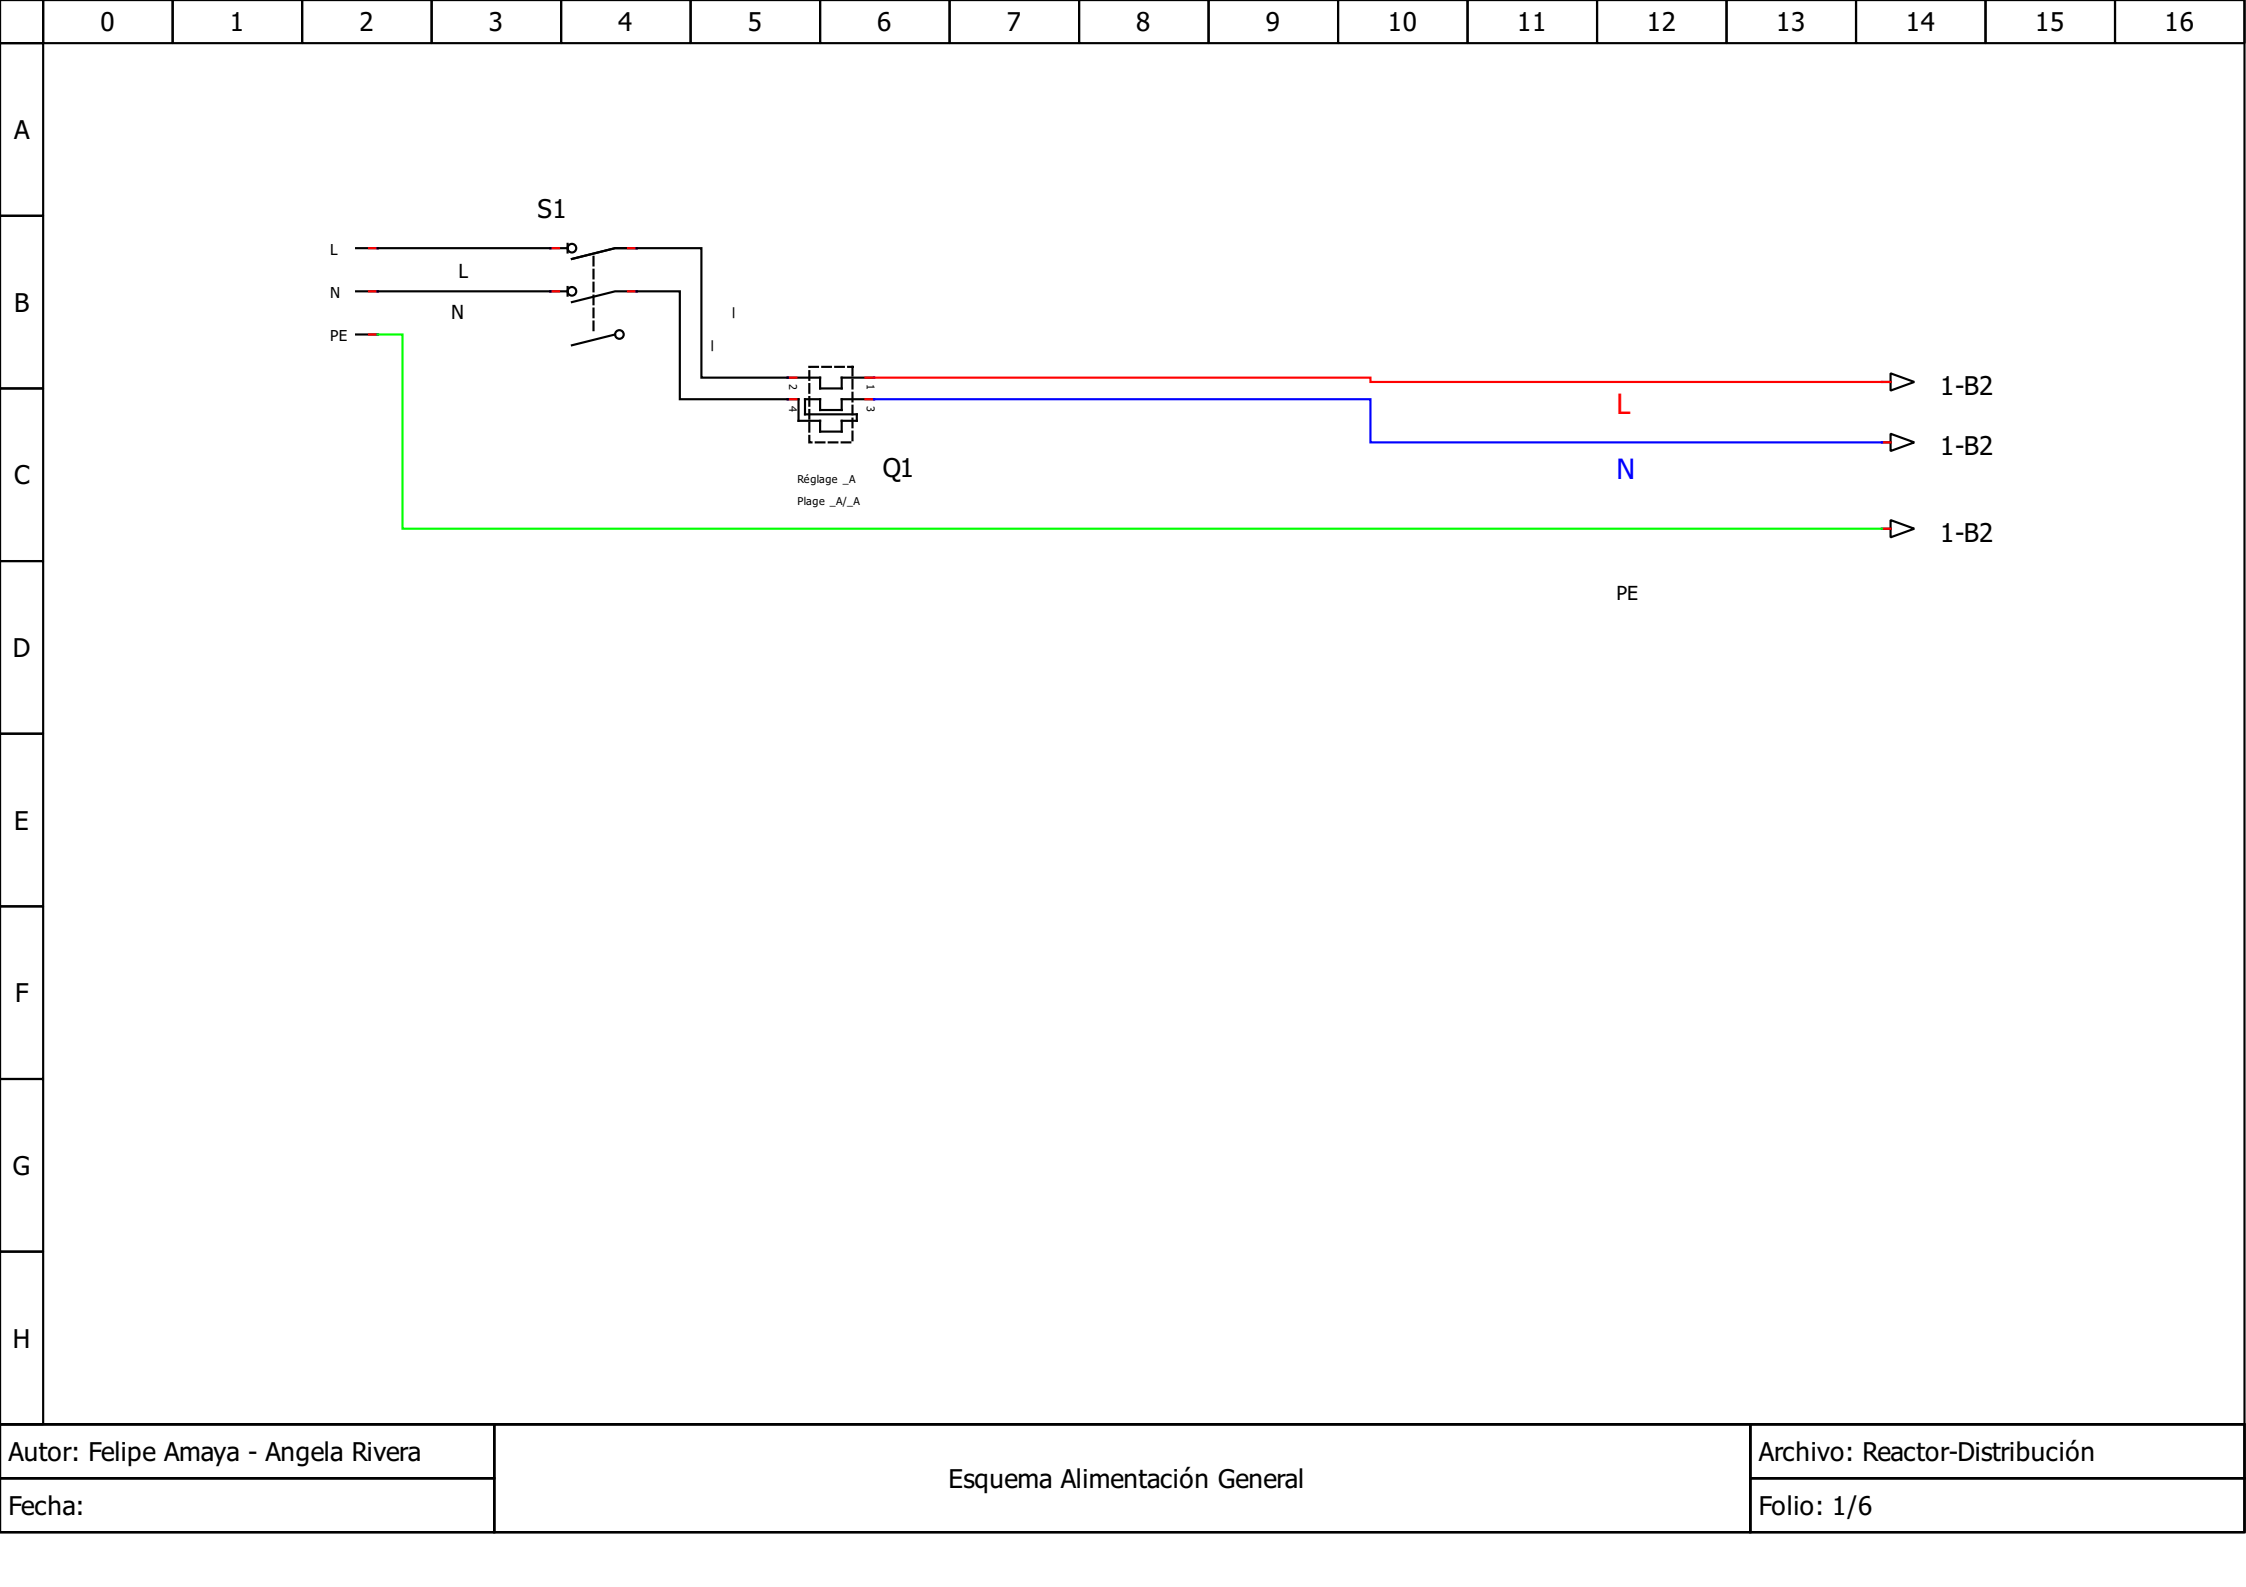 0 1 2 3 4 5 6 7 8 9 10 11 12 13 14 15 16
A
S1
L
L
B
N
N
I
PE
I
2 1
1-B2
4 3
L
1-B2
C
Q1
N
Réglage _A
Plage _A/_A
1-B2
PE
D
E
F
G
H
Autor: Felipe Amaya - Angela Rivera
Fecha:
Esquema Alimentación General
Archivo: Reactor-Distribución
Folio: 1/6